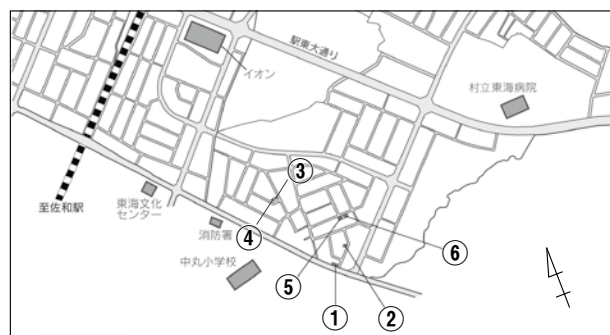 駅東大通り
イオン
村立東海病院
③
至佐和駅
東海文化
センター
④
消防署
⑥
中丸小学校
⑤
①
②